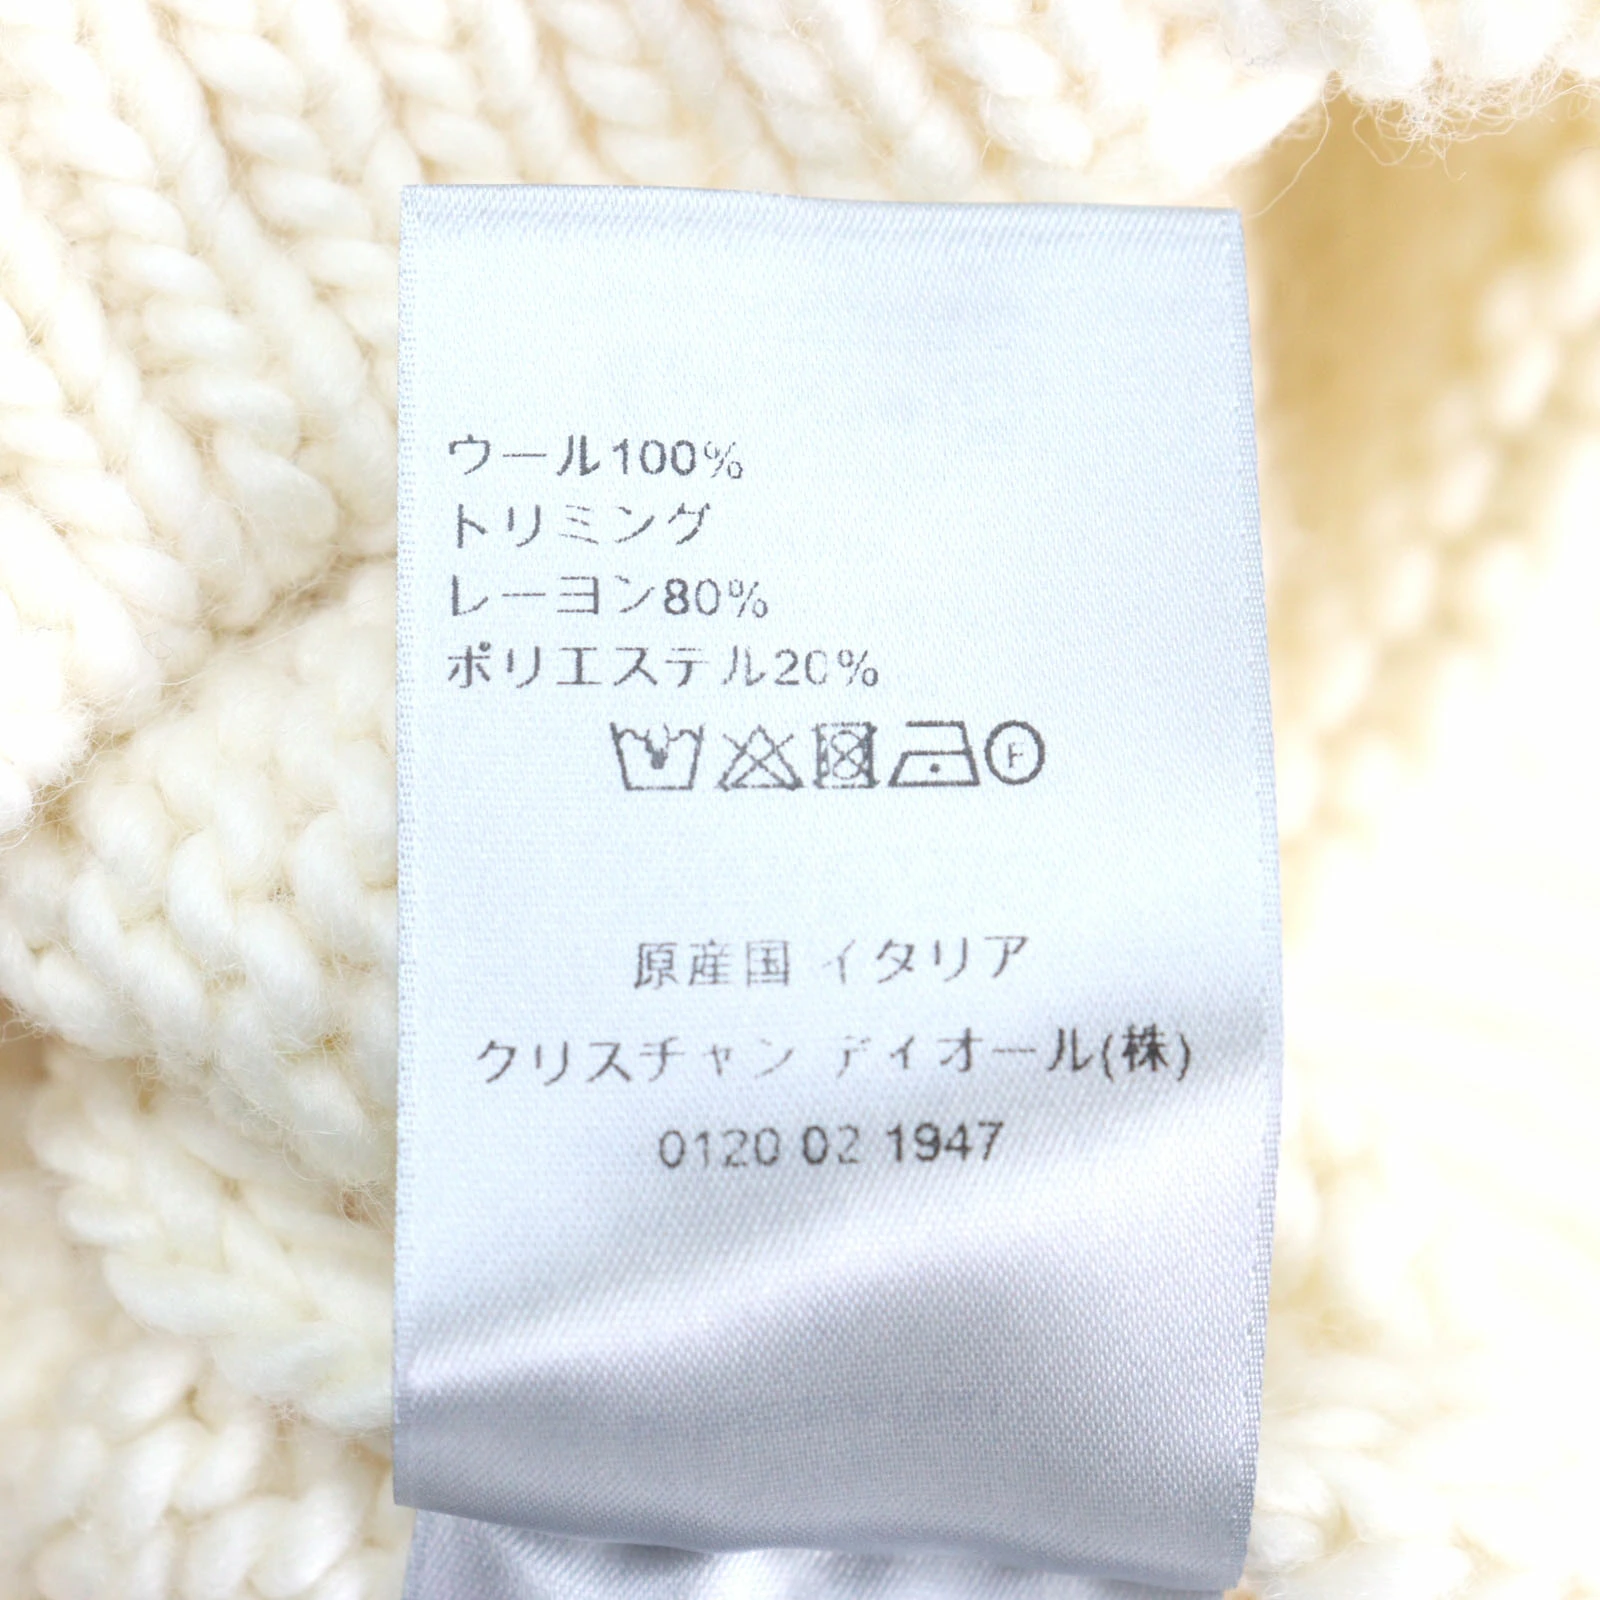 ウール100%
トリミング
レーヨン80%
ポリエステル20%
F
原産国 イタリア
クリスチャン ディオール(株)
0120 02 1947